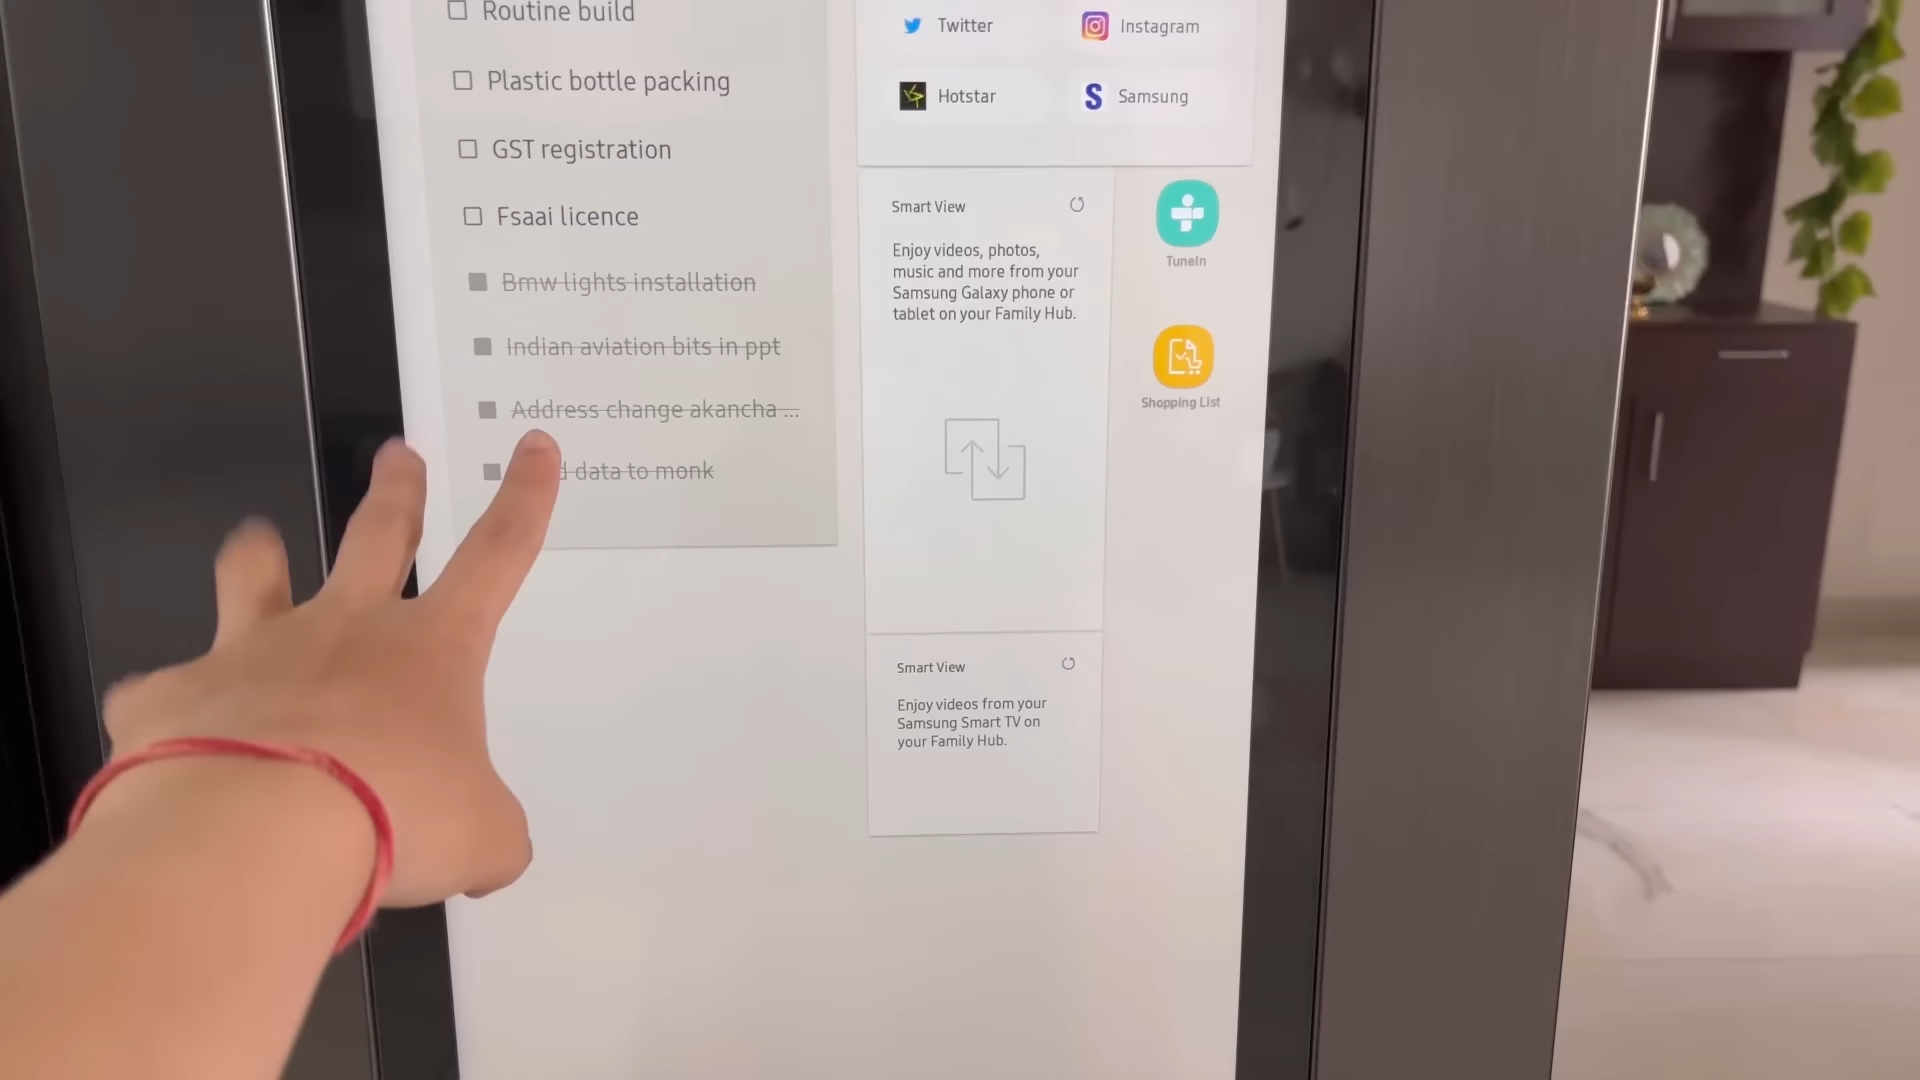 Routine build
Plastic bottle packing
GST registration
Fsaai licence
Bmw lights installation
Indian aviation bits in ppt
Address change akancha ...
data to monk
Twitter
Instagram
Hotstar
S Samsung
Smart View
Enjoy videos, photos,
music and more from your
Samsung Galaxy phone or
tablet on your Family Hub.
TuneIn
Shopping List
Smart View
Enjoy videos from your
Samsung Smart TV on
your Family Hub.